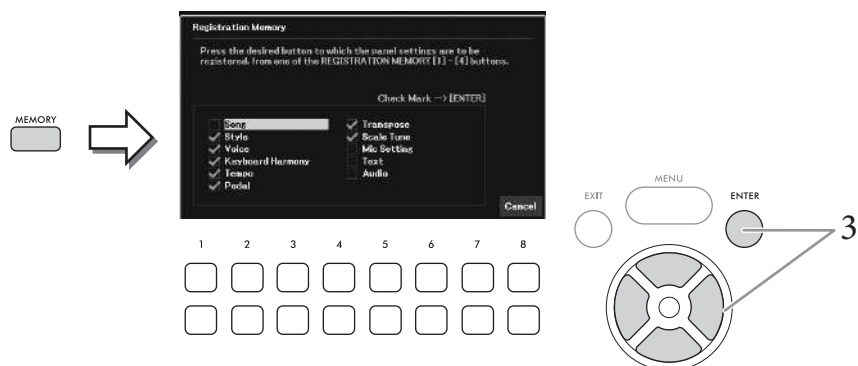 MEMORY
Registration Memory
Press the desired button to which the panel settings are to be
registered, from one of the REGISTRATION MEMORY [1] - [4] buttons.
Check Mark --> [ENTER]
Song
Style
Voice
Keyboard Harmony
Tempo
Pedal
Transpose
Scale Tune
Mic Setting
Text
Audio
Cancel
1 2 3 4 5 6 7 8
MENU
EXIT
ENTER
3